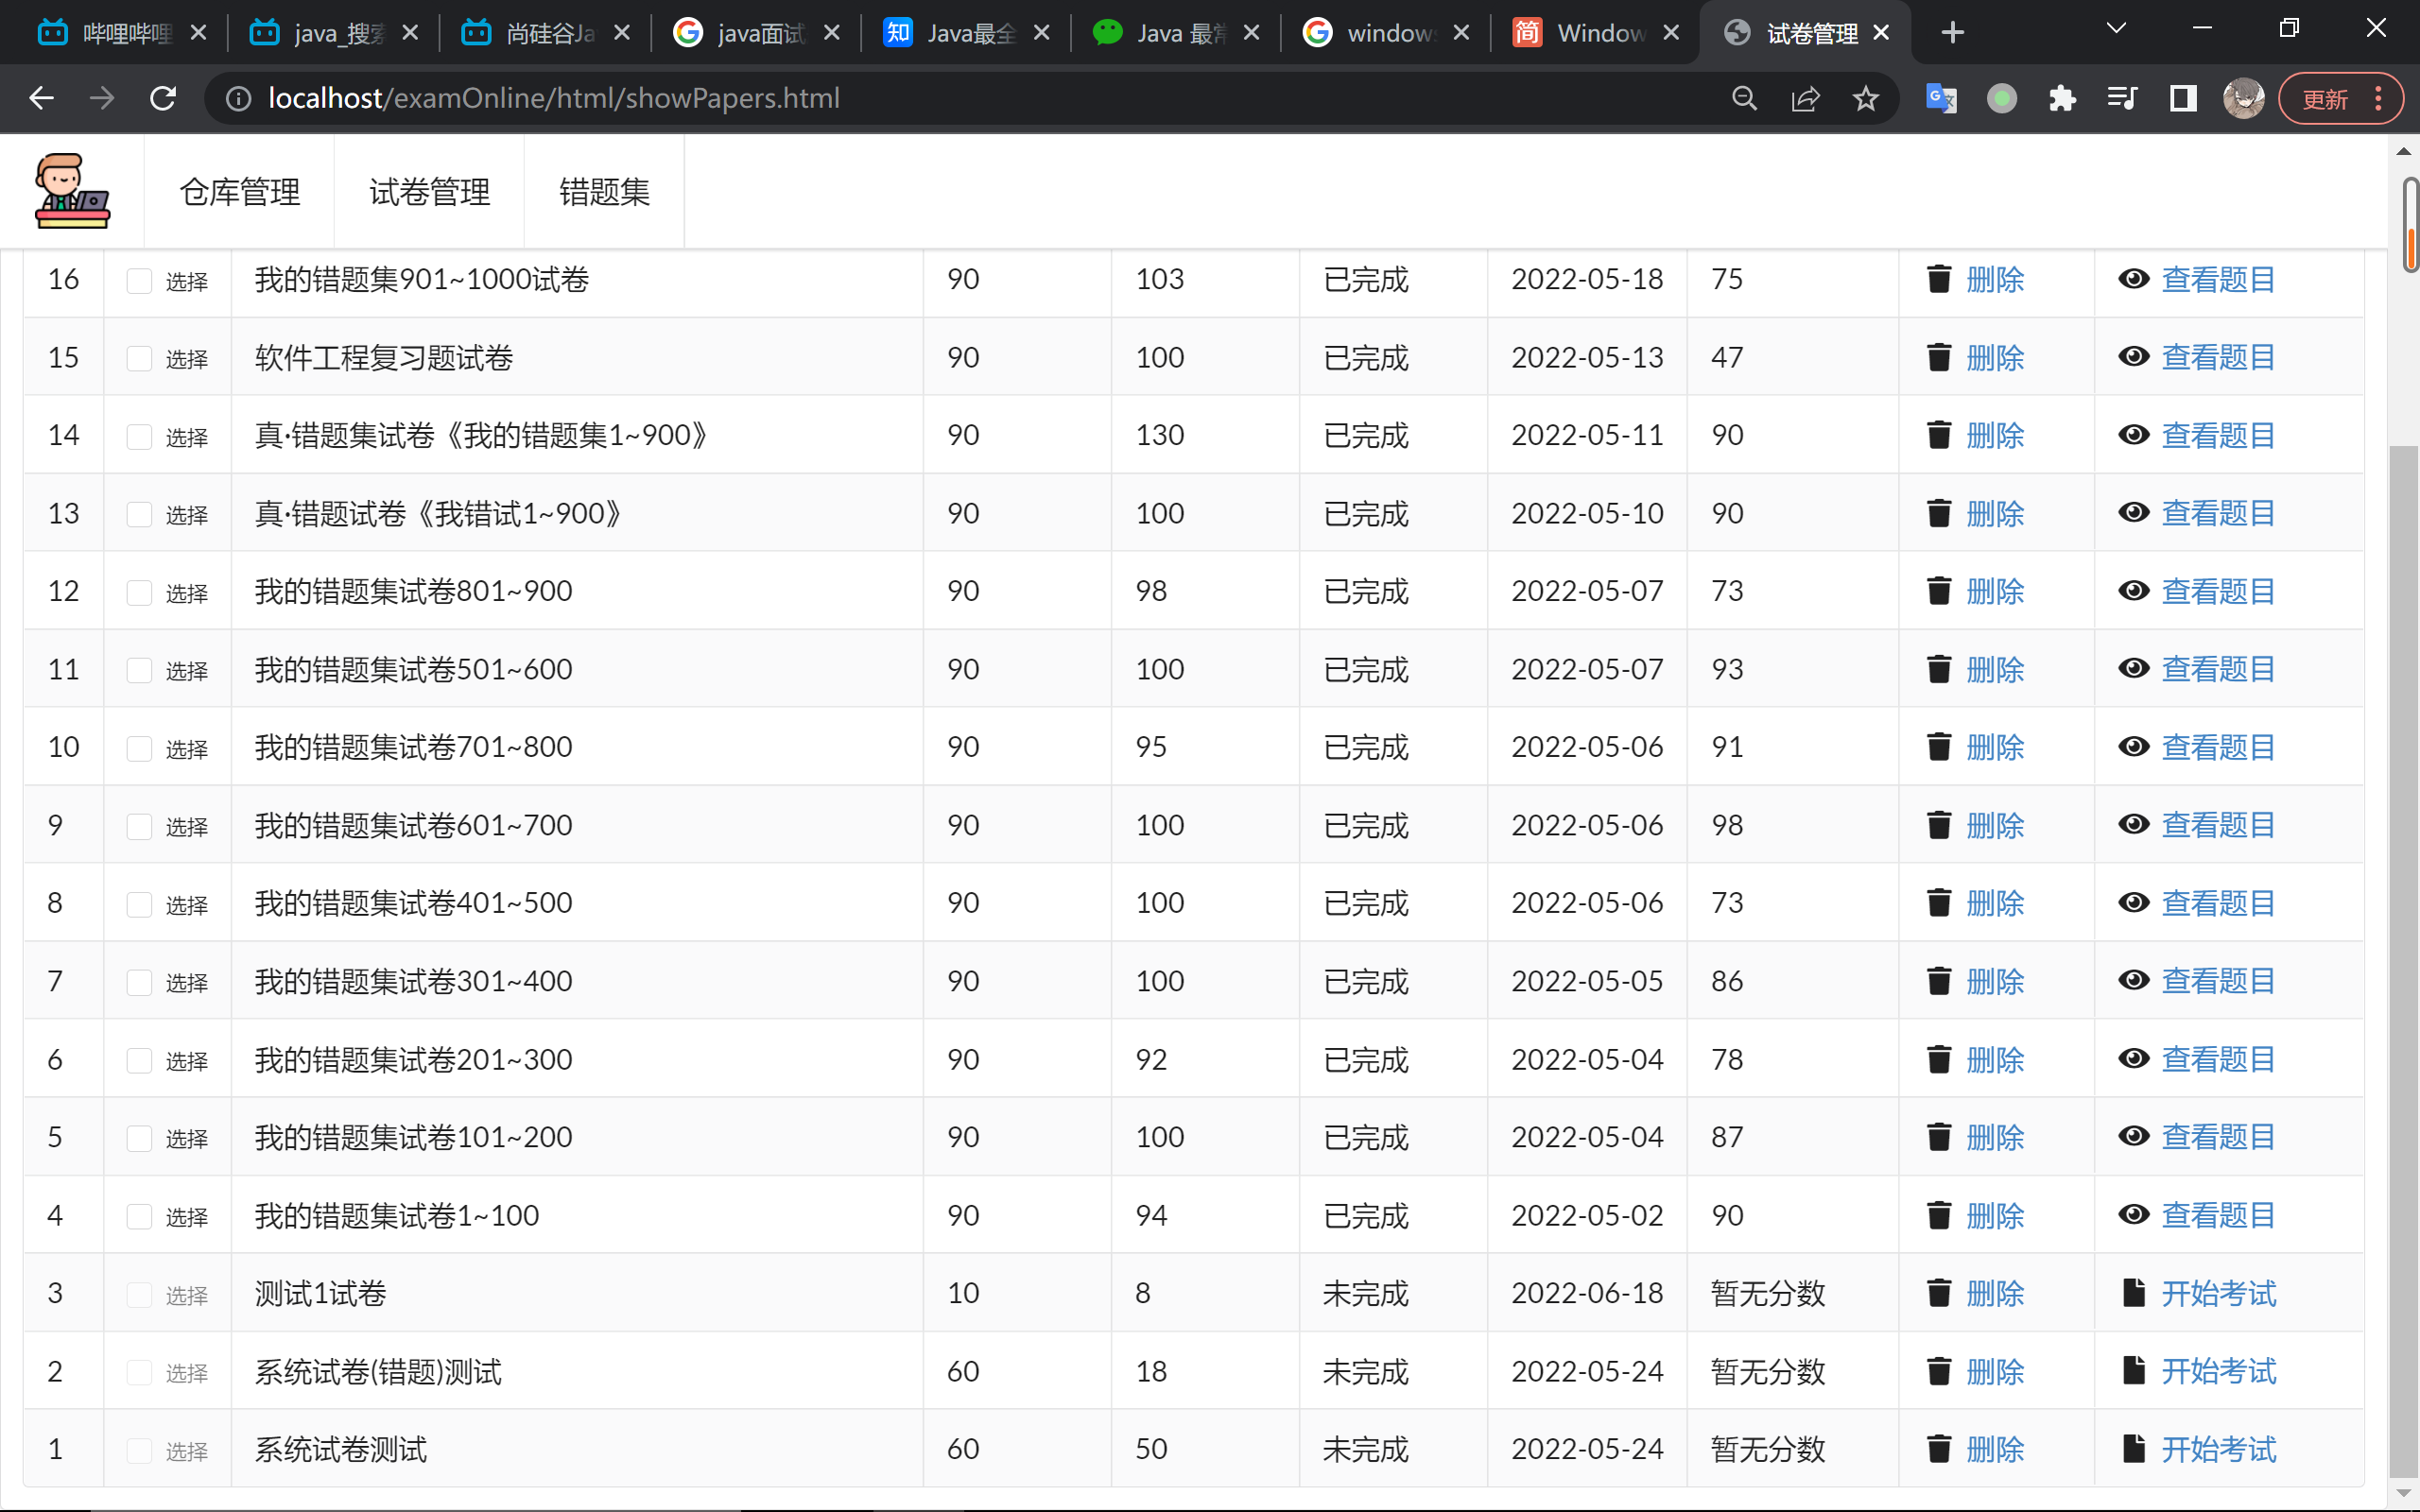 哔哩哔哩 java_搜索 尚硅谷Ja java面试 知 Java最全 Java 最常 windows 简 Window 试卷管理
localhost/examOnline/html/showPapers.html 更新
仓库管理 试卷管理 错题集
16 选择 我的错题集901~1000试卷 90 103 已完成 2022-05-18 75 删除 查看题目
15 选择 软件工程复习题试卷 90 100 已完成 2022-05-13 47 删除 查看题目
14 选择 真·错题集试卷《我的错题集1~900》 90 130 已完成 2022-05-11 90 删除 查看题目
13 选择 真·错题试卷《我错试1~900》 90 100 已完成 2022-05-10 90 删除 查看题目
12 选择 我的错题集试卷801~900 90 98 已完成 2022-05-07 73 删除 查看题目
11 选择 我的错题集试卷501~600 90 100 已完成 2022-05-07 93 删除 查看题目
10 选择 我的错题集试卷701~800 90 95 已完成 2022-05-06 91 删除 查看题目
9 选择 我的错题集试卷601~700 90 100 已完成 2022-05-06 98 删除 查看题目
8 选择 我的错题集试卷401~500 90 100 已完成 2022-05-06 73 删除 查看题目
7 选择 我的错题集试卷301~400 90 100 已完成 2022-05-05 86 删除 查看题目
6 选择 我的错题集试卷201~300 90 92 已完成 2022-05-04 78 删除 查看题目
5 选择 我的错题集试卷101~200 90 100 已完成 2022-05-04 87 删除 查看题目
4 选择 我的错题集试卷1~100 90 94 已完成 2022-05-02 90 删除 查看题目
3 选择 测试1试卷 10 8 未完成 2022-06-18 暂无分数 删除 开始考试
2 选择 系统试卷(错题)测试 60 18 未完成 2022-05-24 暂无分数 删除 开始考试
1 选择 系统试卷测试 60 50 未完成 2022-05-24 暂无分数 删除 开始考试